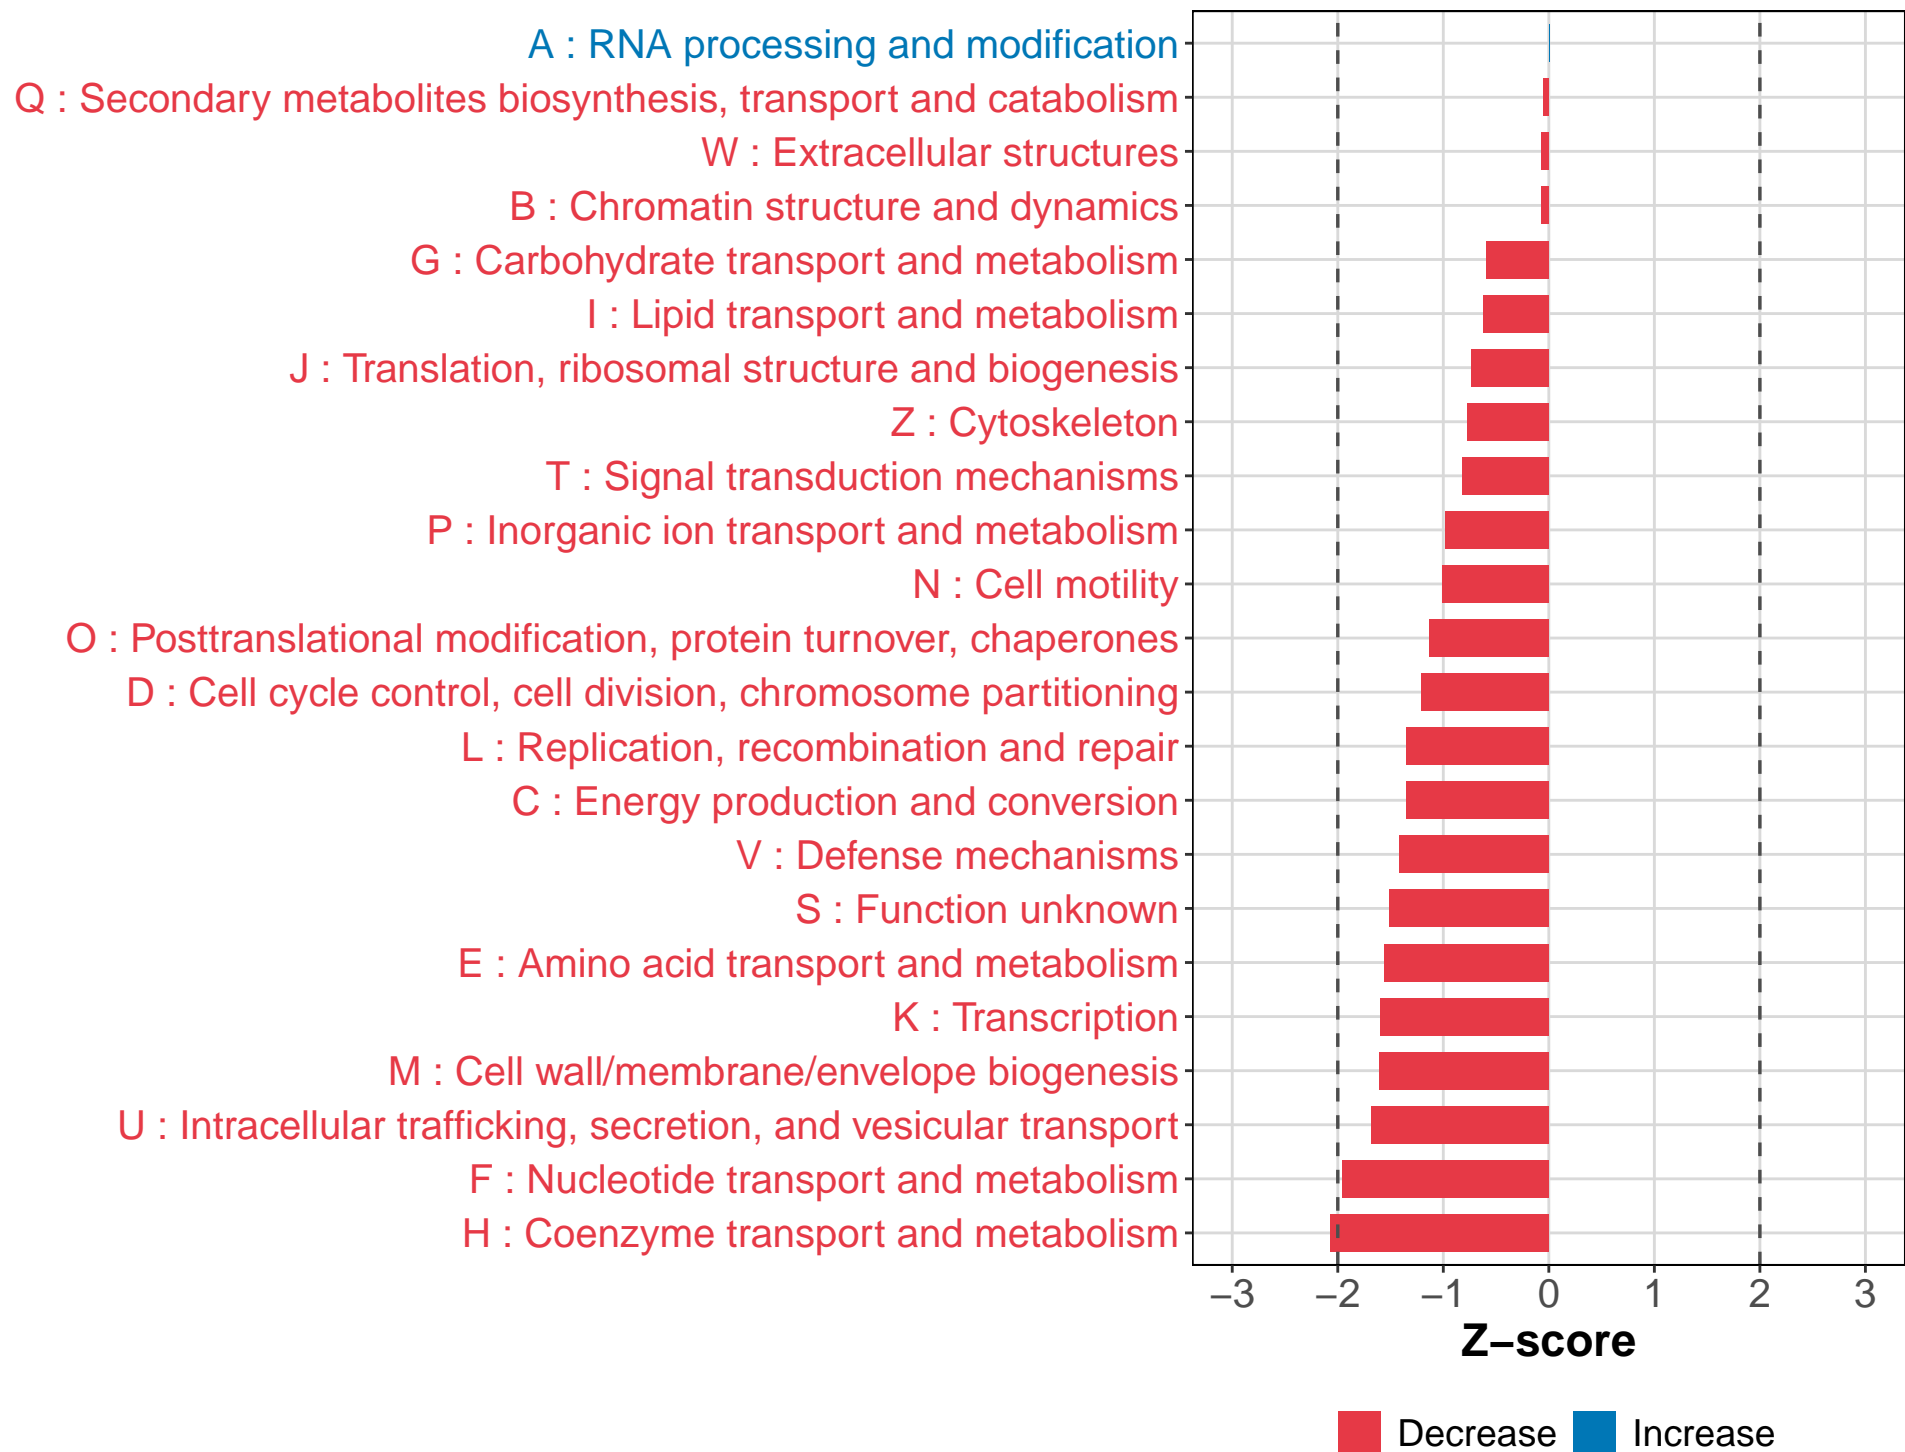 A : RNA processing and modification
Q : Secondary metabolites biosynthesis, transport and catabolism
W : Extracellular structures
B : Chromatin structure and dynamics
G : Carbohydrate transport and metabolism
I : Lipid transport and metabolism
J : Translation, ribosomal structure and biogenesis
Z : Cytoskeleton
T : Signal transduction mechanisms
P : Inorganic ion transport and metabolism
N : Cell motility
O : Posttranslational modification, protein turnover, chaperones
D : Cell cycle control, cell division, chromosome partitioning
L : Replication, recombination and repair
C : Energy production and conversion
V : Defense mechanisms
S : Function unknown
E : Amino acid transport and metabolism
K : Transcription
M : Cell wall/membrane/envelope biogenesis
U : Intracellular trafficking, secretion, and vesicular transport
F : Nucleotide transport and metabolism
H : Coenzyme transport and metabolism
−3 −2 −1 0 1 2 3
Z−score
Decrease Increase